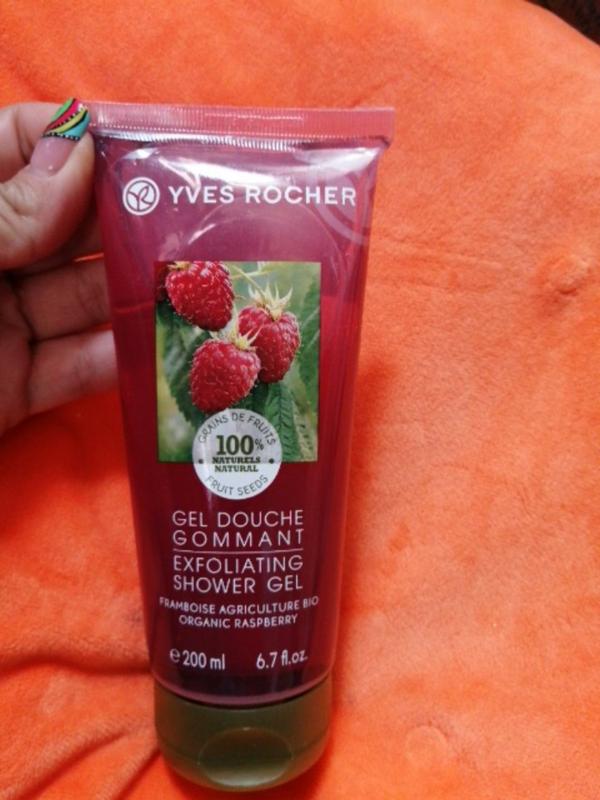 YVES ROCHER
GRAINS DE FRUITS
100%
NATURELS
NATURAL
FRUIT SEEDS
GEL DOUCHE
GOMMANT
EXFOLIATING
SHOWER GEL
FRAMBOISE AGRICULTURE BIO
ORGANIC RASPBERRY
e 200 ml 6.7 fl.oz.